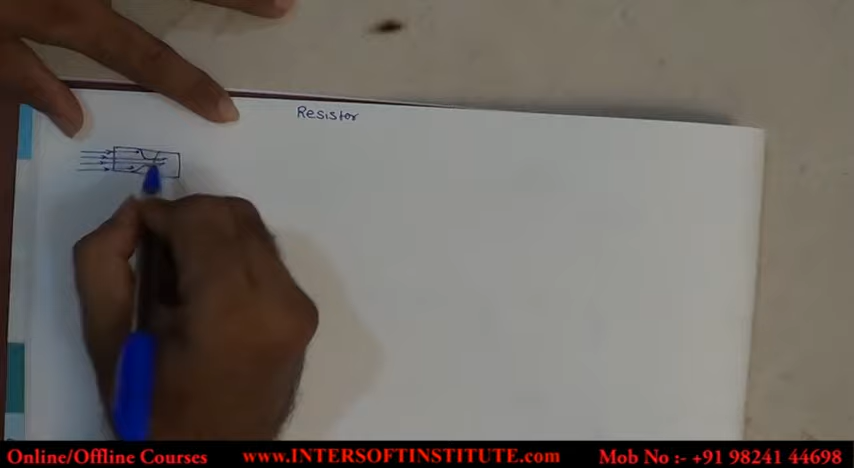 Resistor
Online/Offline Courses www.INTERSOFTINSTITUTE.com Mob No :- +91 98241 44698